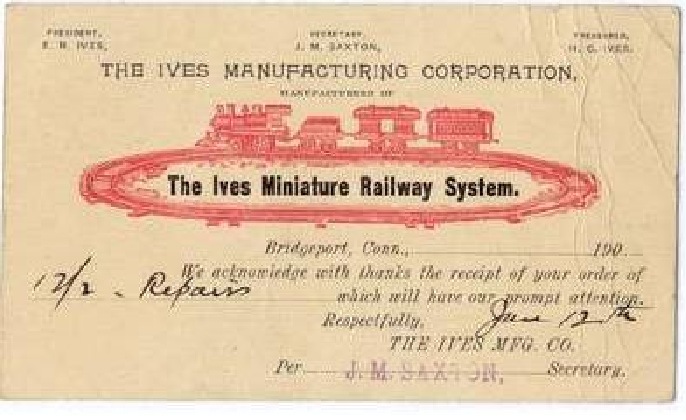 PRESIDENT, SECRETARY, TREASURER,
E. R. IVES, J. M. SAXTON, H. C. IVES.
THE IVES MANUFACTURING CORPORATION,
MANUFACTURERS OF
The Ives Miniature Railway System.
Bridgeport, Conn., 190
We acknowledge with thanks the receipt of your order of
12/2 - Repairs which will have our prompt attention.
Respectfully, June 12th
THE IVES MFG. CO.
Per J. M. SAXTON, Secretary.